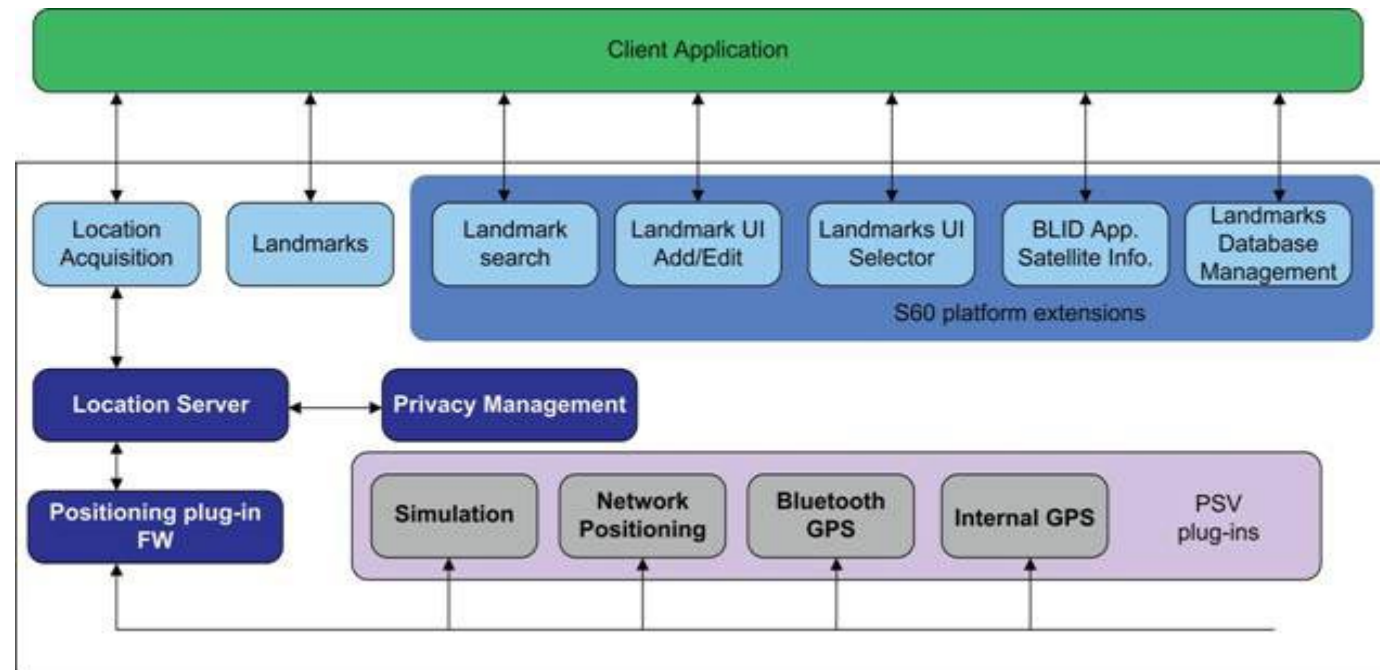 Client Application
Location
Acquisition
Landmarks
Landmark
search
Landmark UI
Add/Edit
Landmarks UI
Selector
BLID App.
Satellite Info.
Landmarks
Database
Management
S60 platform extensions
Location Server
Privacy Management
Positioning plug-in
FW
Simulation
Network
Positioning
Bluetooth
GPS
Internal GPS
PSV
plug-ins